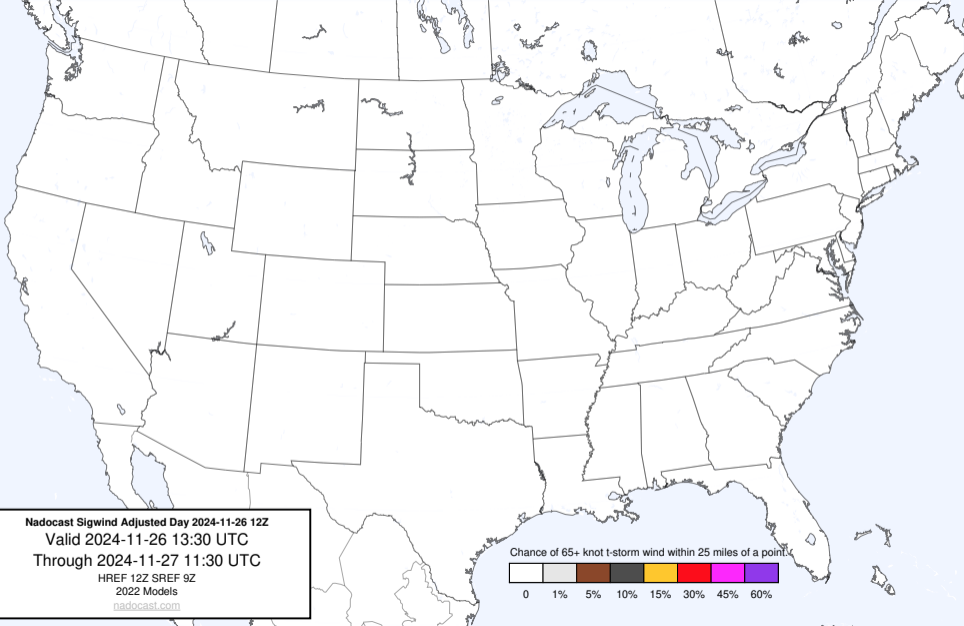 Nadocast Sigwind Adjusted Day 2024-11-26 12Z
Valid 2024-11-26 13:30 UTC
Through 2024-11-27 11:30 UTC
HREF 12Z SREF 9Z
2022 Models
nadocast.com
Chance of 65+ knot t-storm wind within 25 miles of a point.
0 1% 5% 10% 15% 30% 45% 60%